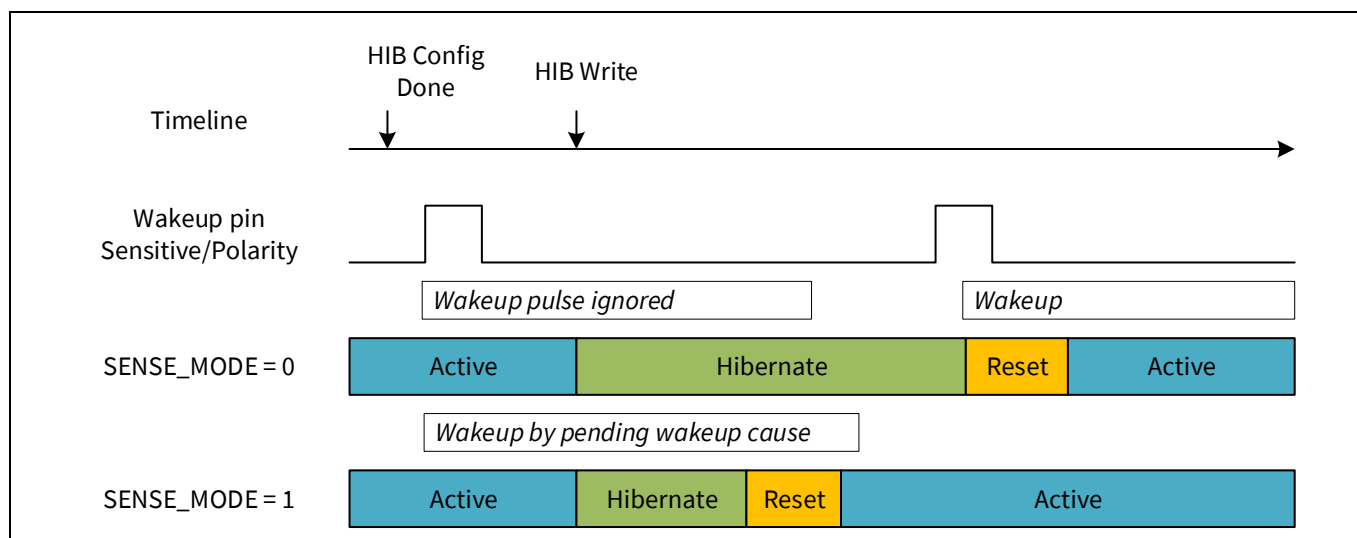 HIB Config
Done
HIB Write
Timeline
Wakeup pin
Sensitive/Polarity
Wakeup pulse ignored
Wakeup
SENSE_MODE = 0
Active
Hibernate
Reset
Active
Wakeup by pending wakeup cause
SENSE_MODE = 1
Active
Hibernate
Reset
Active